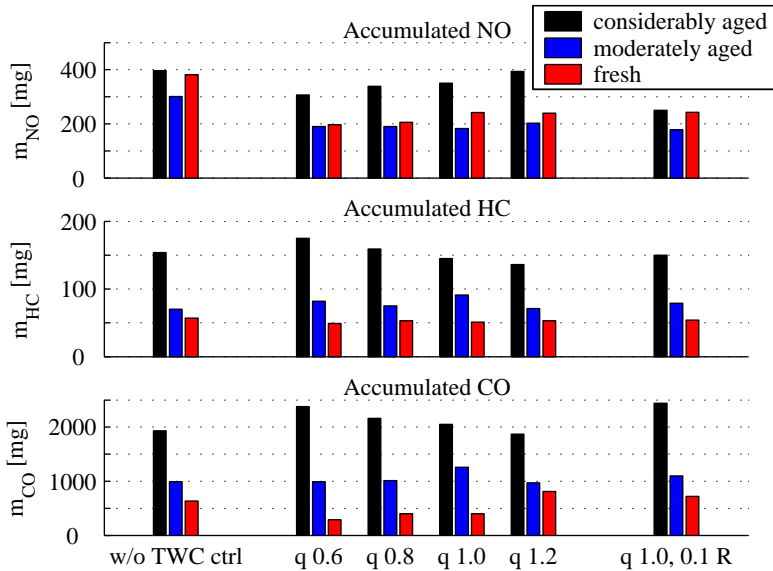 Accumulated NO
considerably aged
moderately aged
fresh
m_NO [mg]
400
200
0
Accumulated HC
m_HC [mg]
200
100
0
Accumulated CO
m_CO [mg]
2000
1000
0
w/o TWC ctrl q 0.6 q 0.8 q 1.0 q 1.2 q 1.0, 0.1 R